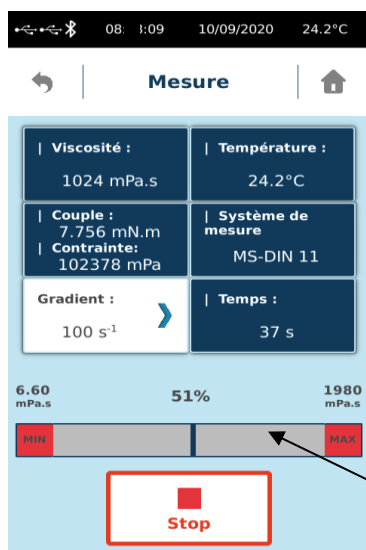 08: :09 10/09/2020 24.2°C
Mesure
| Viscosité :
1024 mPa.s
| Température :
24.2°C
| Couple :
7.756 mN.m
| Contrainte:
102378 mPa
| Système de
mesure
MS-DIN 11
Gradient :
100 s⁻¹
| Temps :
37 s
6.60
mPa.s
51%
1980
mPa.s
MIN
MAX
Stop